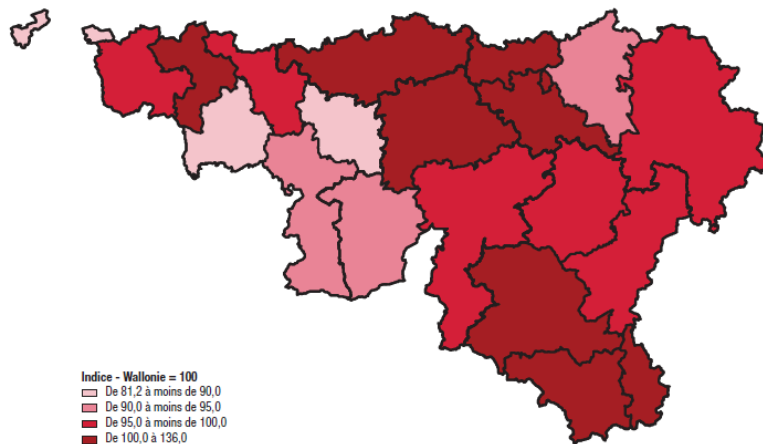 Indice - Wallonie = 100
De 81,2 à moins de 90,0
De 90,0 à moins de 95,0
De 95,0 à moins de 100,0
De 100,0 à 136,0